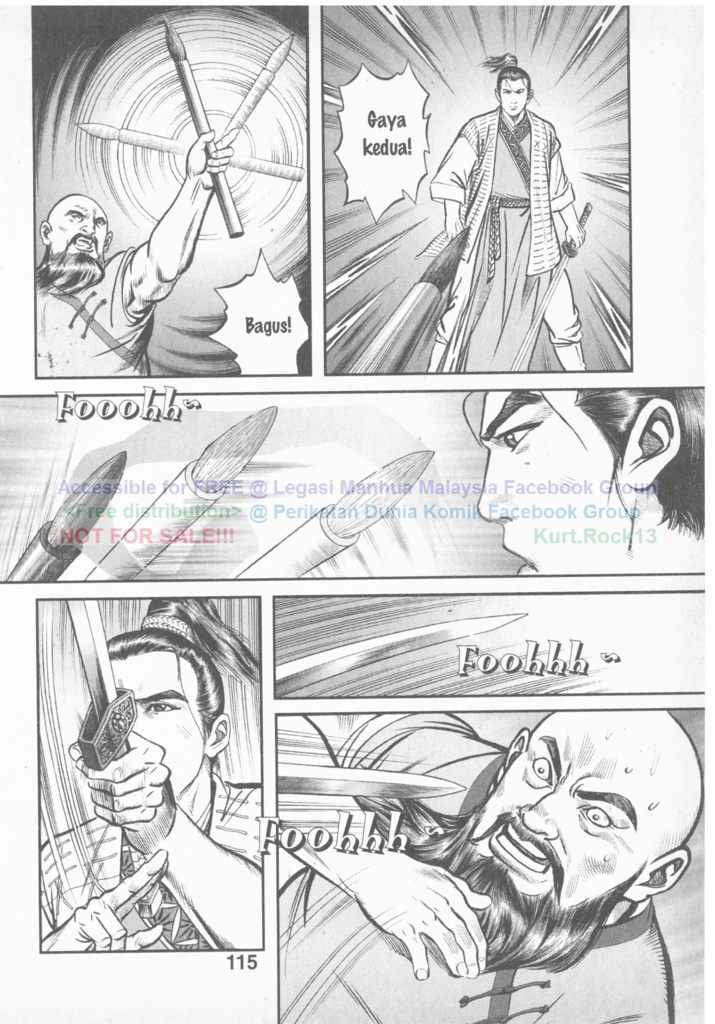 Gaya
kedua!
Bagus!
Fooohh~
Accessible for FREE @ Legasi Manhua Malaysia Facebook Group
<Free distribution> @ Perikatan Dunia Komik Facebook Group
NOT FOR SALE!!!
Kurt.Rock13
Foohhh~
Foohhh~
115